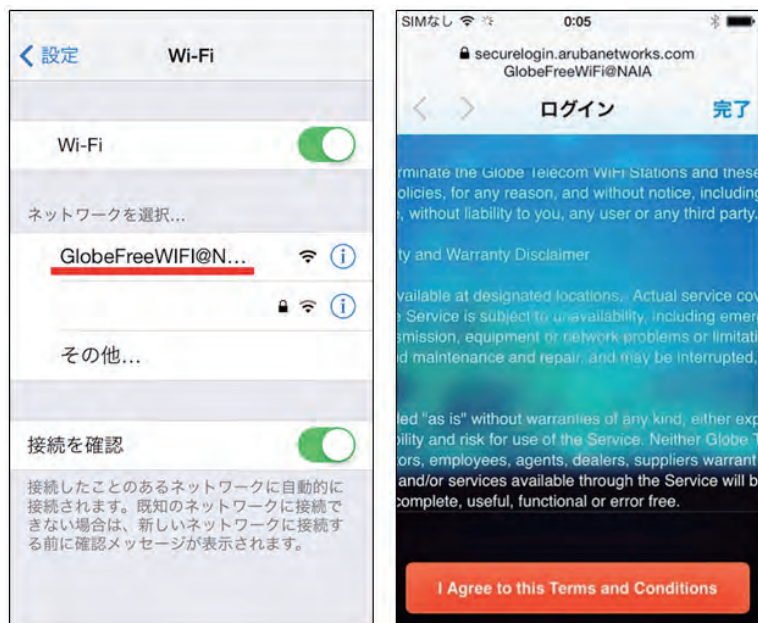 設定
Wi-Fi
Wi-Fi
ネットワークを選択...
GlobeFreeWIFI@N...
その他...
接続を確認
接続したことのあるネットワークに自動的に
接続されます。既知のネットワークに接続で
きない場合は、新しいネットワークに接続す
る前に確認メッセージが表示されます。
SIMなし
0:05
securelogin.arubanetworks.com
GlobeFreeWiFi@NAIA
ログイン
完了
rminate the Globe Telecom WiFi Stations and these
olicies, for any reason, and without notice, including
, without liability to you, any user or any third party.
ty and Warranty Disclaimer
vailable at designated locations. Actual service cov
Service is subject to unavailability, including emer
smission, equipment or network problems or limitati
d maintenance and repair, and may be interrupted,
ded "as is" without warranties of any kind, either exp
bility and risk for use of the Service. Neither Globe T
ors, employees, agents, dealers, suppliers warrant
and/or services available through the Service will b
complete, useful, functional or error free.
I Agree to this Terms and Conditions